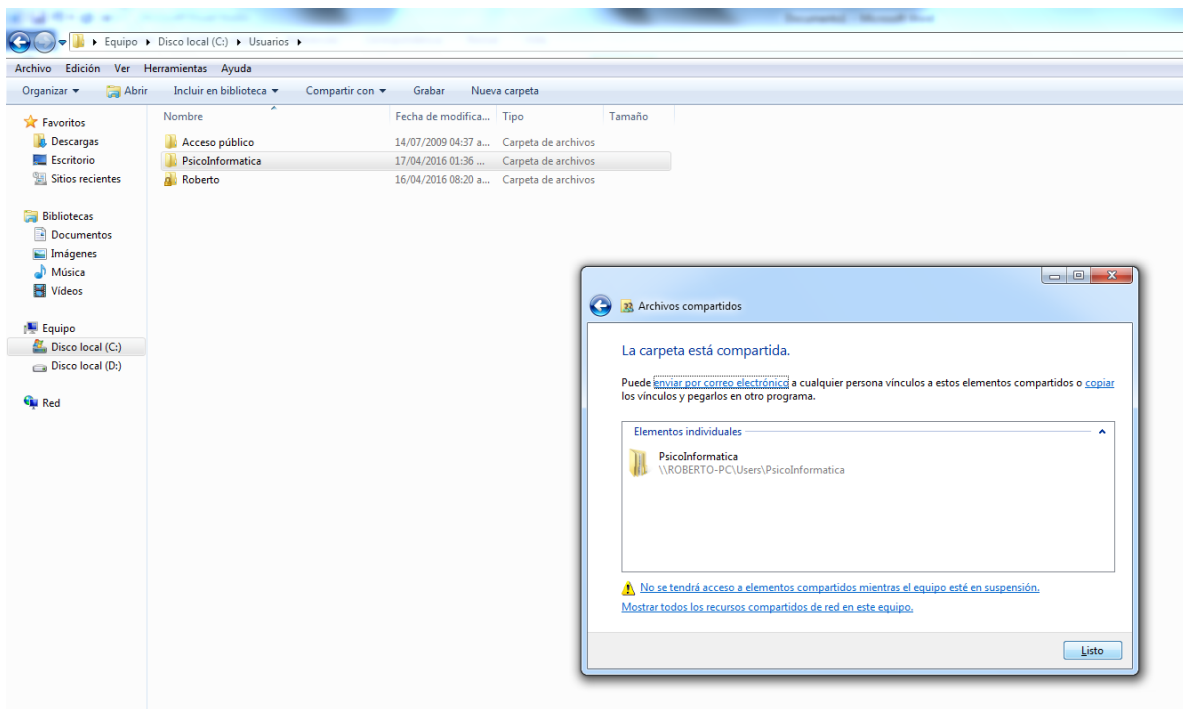 Equipo ▸ Disco local (C:) ▸ Usuarios ▸
Archivo Edición Ver Herramientas Ayuda
Organizar Abrir Incluir en biblioteca Compartir con Grabar Nueva carpeta
Favoritos
Descargas
Escritorio
Sitios recientes
Bibliotecas
Documentos
Imágenes
Música
Vídeos
Equipo
Disco local (C:)
Disco local (D:)
Red
Nombre Fecha de modifica... Tipo Tamaño
Acceso público 14/07/2009 04:37 a... Carpeta de archivos
PsicoInformatica 17/04/2016 01:36 ... Carpeta de archivos
Roberto 16/04/2016 08:20 a... Carpeta de archivos
Archivos compartidos
La carpeta está compartida.
Puede enviar por correo electrónico a cualquier persona vínculos a estos elementos compartidos o copiar
los vínculos y pegarlos en otro programa.
Elementos individuales
PsicoInformatica
\\ROBERTO-PC\Users\PsicoInformatica
No se tendrá acceso a elementos compartidos mientras el equipo esté en suspensión.
Mostrar todos los recursos compartidos de red en este equipo.
Listo